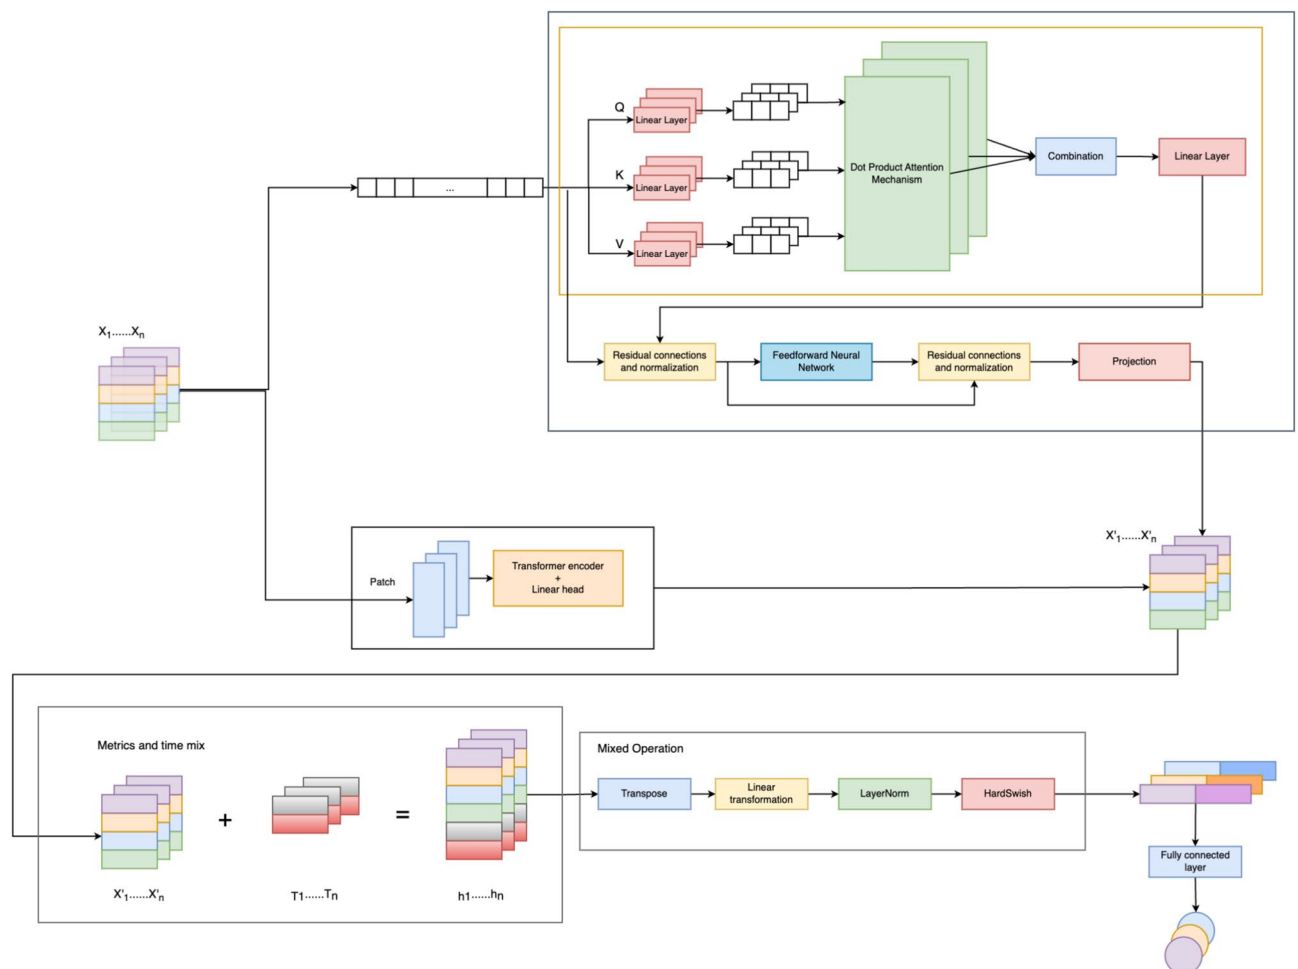 Q
Linear Layer
K
Linear Layer
V
Linear Layer
...
Dot Product Attention
Mechanism
Combination
Linear Layer
X1......Xn
Residual connections
and normalization
Feedforward Neural
Network
Residual connections
and normalization
Projection
Patch
Transformer encoder
+
Linear head
X'1......X'n
Metrics and time mix
+
=
X'1......X'n
T1......Tn
h1......hn
Mixed Operation
Transpose
Linear
transformation
LayerNorm
HardSwish
Fully connected
layer